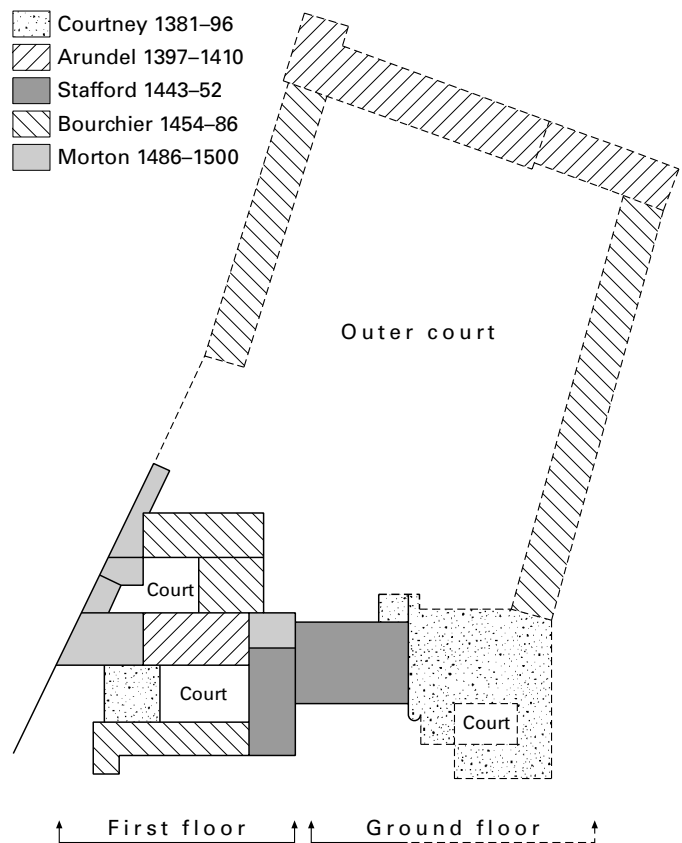 Courtney 1381–96
Arundel 1397–1410
Stafford 1443–52
Bourchier 1454–86
Morton 1486–1500
Outer court
Court
Court
Court
First floor
Ground floor